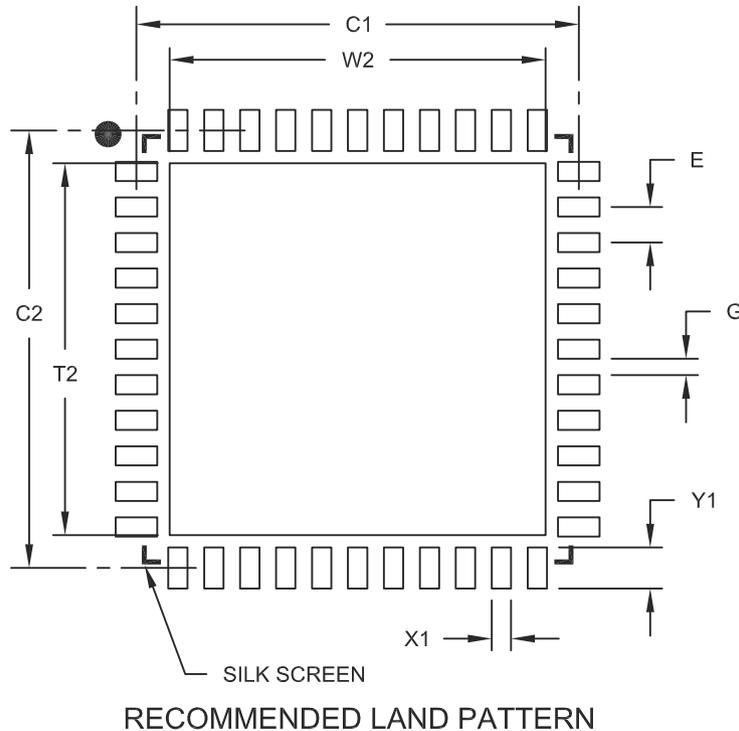 C1
W2
E
C2
G
T2
Y1
X1
SILK SCREEN
RECOMMENDED LAND PATTERN